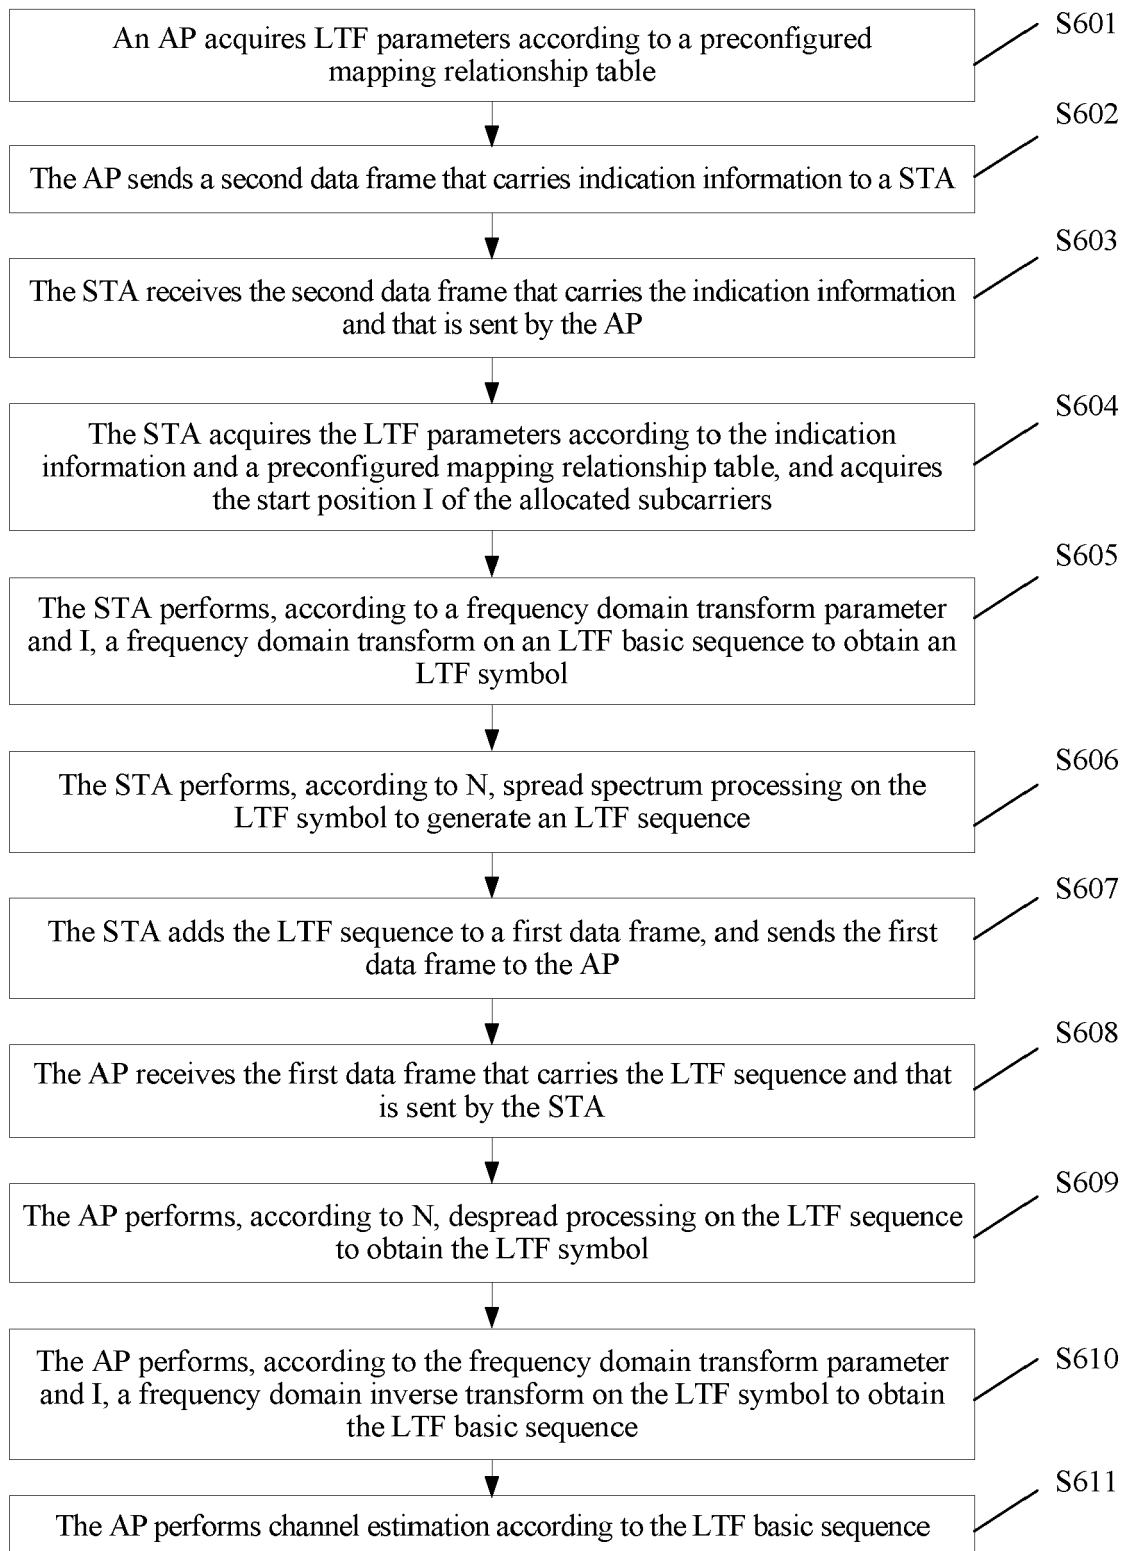 An AP acquires LTF parameters according to a preconfigured
mapping relationship table
S601
The AP sends a second data frame that carries indication information to a STA
S602
The STA receives the second data frame that carries the indication information
and that is sent by the AP
S603
The STA acquires the LTF parameters according to the indication
information and a preconfigured mapping relationship table, and acquires
the start position I of the allocated subcarriers
S604
The STA performs, according to a frequency domain transform parameter
and I, a frequency domain transform on an LTF basic sequence to obtain an
LTF symbol
S605
The STA performs, according to N, spread spectrum processing on the
LTF symbol to generate an LTF sequence
S606
The STA adds the LTF sequence to a first data frame, and sends the first
data frame to the AP
S607
The AP receives the first data frame that carries the LTF sequence and that
is sent by the STA
S608
The AP performs, according to N, despread processing on the LTF sequence
to obtain the LTF symbol
S609
The AP performs, according to the frequency domain transform parameter
and I, a frequency domain inverse transform on the LTF symbol to obtain
the LTF basic sequence
S610
The AP performs channel estimation according to the LTF basic sequence
S611